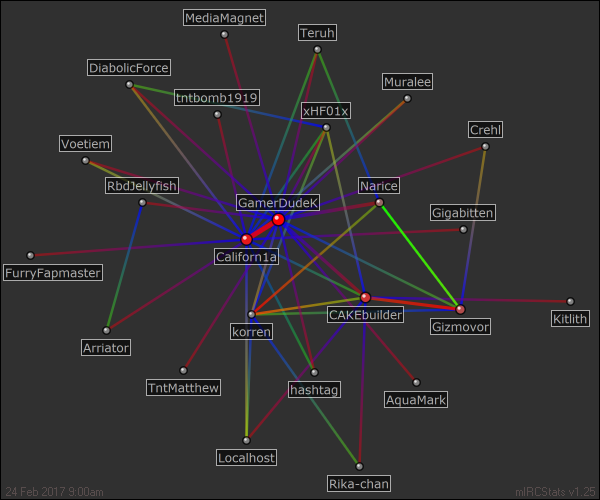 MediaMagnet
Teruh
DiabolicForce
Muralee
tntbomb1919
xHF01x
Crehl
Voetiem
RbdJellyfish
Narice
GamerDudeK
Gigabitten
Californ1a
FurryFapmaster
CAKEbuilder
Kitlith
korren
Gizmovor
Arriator
TntMatthew
hashtag
AquaMark
Localhost
Rika-chan
24 Feb 2017 9:00am
mIRCStats v1.25